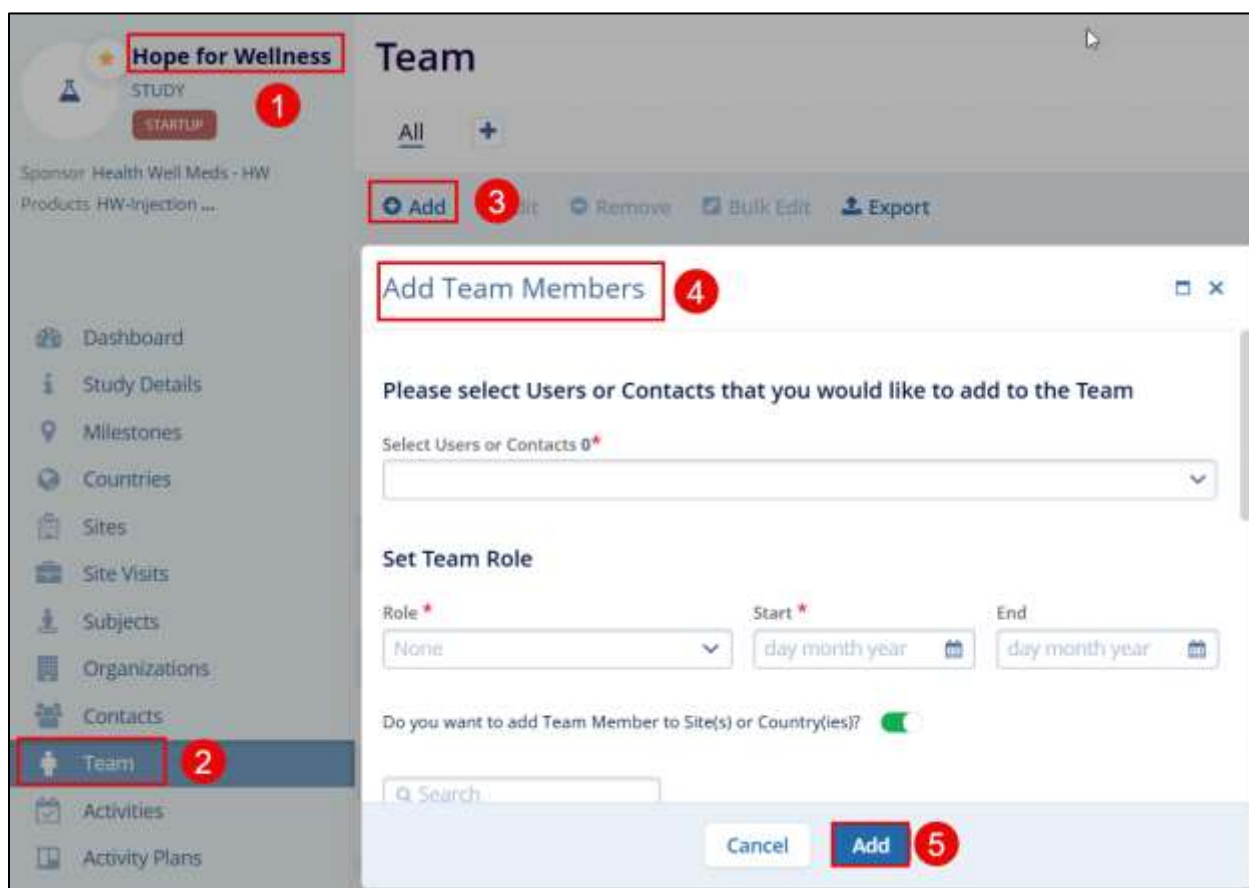 Hope for Wellness
STUDY
1
STARTUP
Sponsor Health Well Meds - HW
Products HW-Injection ...
Dashboard
Study Details
Milestones
Countries
Sites
Site Visits
Subjects
Organizations
Contacts
Team
2
Activities
Activity Plans
Team
All
Add
3
Remove
Bulk Edit
Export
Add Team Members
4
Please select Users or Contacts that you would like to add to the Team
Select Users or Contacts 0*
Set Team Role
Role *
Start *
End
None
day month year
day month year
Do you want to add Team Member to Site(s) or Country(ies)?
Search
Cancel
Add
5